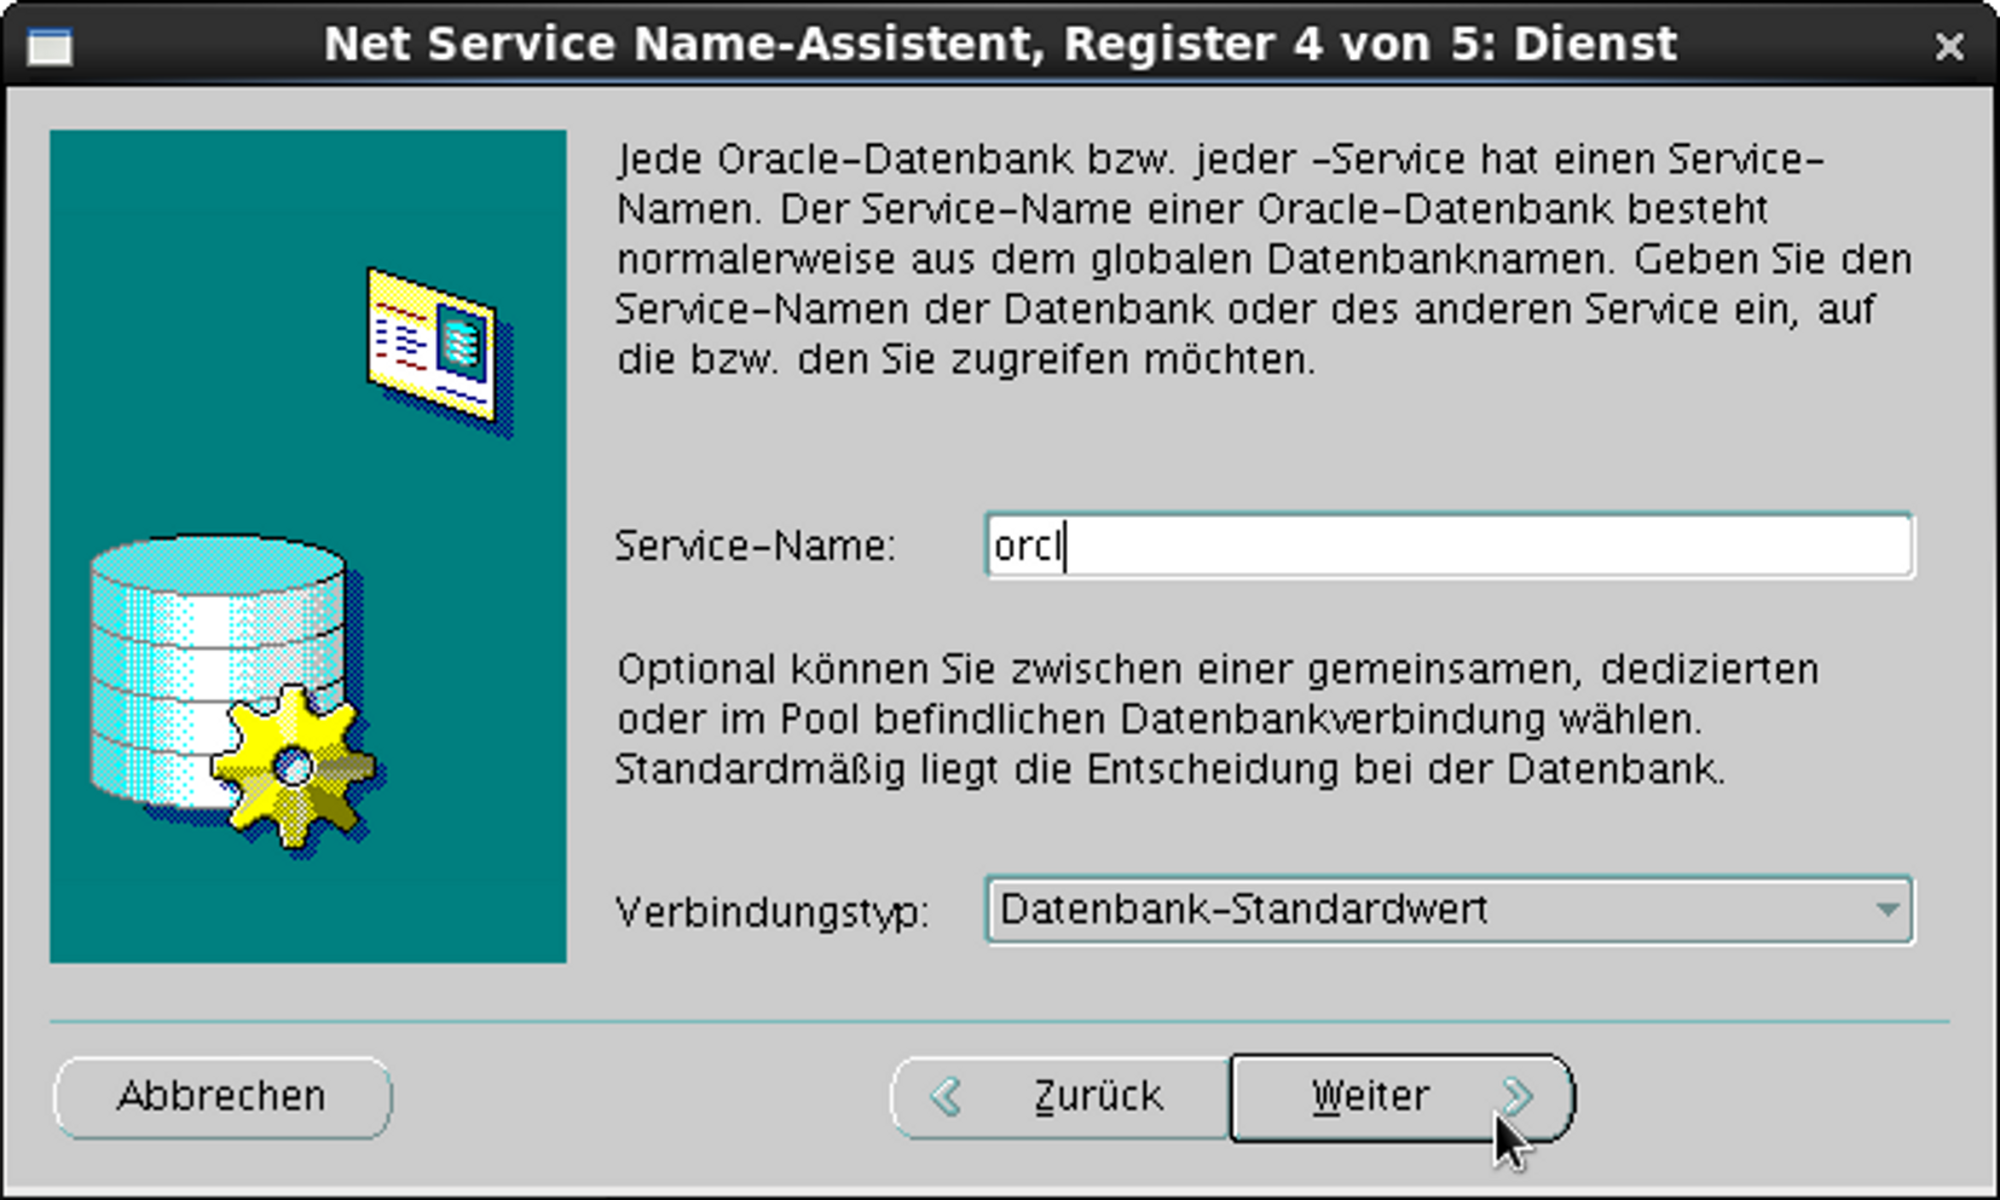 Net Service Name-Assistent, Register 4 von 5: Dienst
Jede Oracle-Datenbank bzw. jeder -Service hat einen Service-
Namen. Der Service-Name einer Oracle-Datenbank besteht
normalerweise aus dem globalen Datenbanknamen. Geben Sie den
Service-Namen der Datenbank oder des anderen Service ein, auf
die bzw. den Sie zugreifen möchten.
Service-Name: orcl
Optional können Sie zwischen einer gemeinsamen, dedizierten
oder im Pool befindlichen Datenbankverbindung wählen.
Standardmäßig liegt die Entscheidung bei der Datenbank.
Verbindungstyp: Datenbank-Standardwert
Abbrechen Zurück Weiter